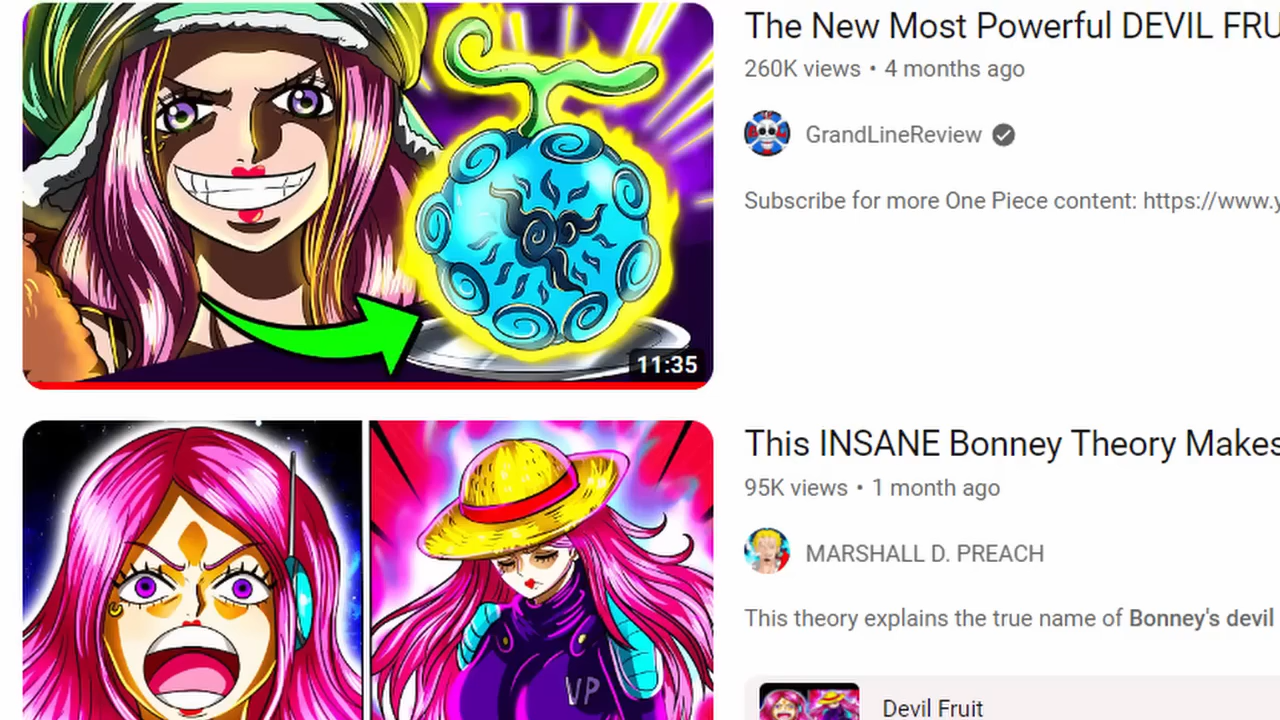 The New Most Powerful DEVIL FRU
260K views • 4 months ago
GrandLineReview
Subscribe for more One Piece content: https://www.y
11:35
This INSANE Bonney Theory Makes
95K views • 1 month ago
MARSHALL D. PREACH
This theory explains the true name of Bonney's devil
VP
Devil Fruit